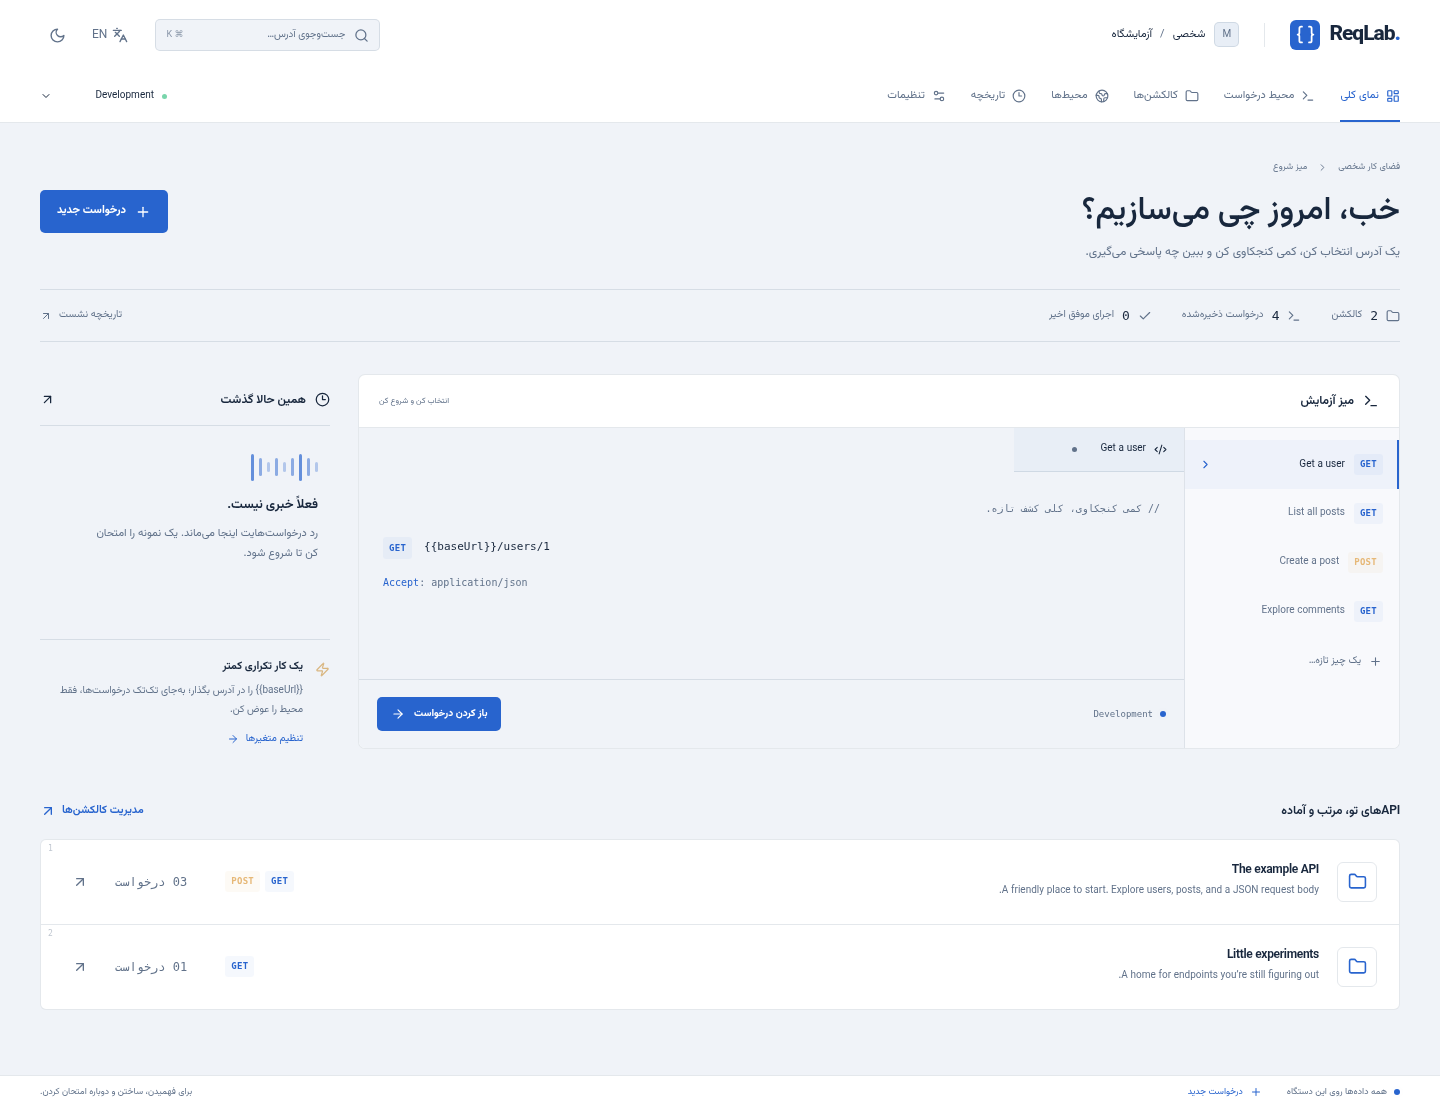 ReqLab.
M
شخصی / آزمایشگاه
جست‌وجوی آدرس...
⌘ K
EN
نمای کلی
محیط درخواست
کالکشن‌ها
محیط‌ها
تاریخچه
تنظیمات
Development
فضای کار شخصی
میز شروع
خب، امروز چی می‌سازیم؟
یک آدرس انتخاب کن، کمی کنجکاوی کن و ببین چه پاسخی می‌گیری.
درخواست جدید
2 کالکشن
4 درخواست ذخیره‌شده
0 اجرای موفق اخیر
تاریخچه نشست
میز آزمایش
انتخاب کن و شروع کن
GET Get a user
GET List all posts
POST Create a post
GET Explore comments
یک چیز تازه...
Get a user
// کمی کنجکاوی، کلی کشف تازه.
GET {{baseUrl}}/users/1
Accept: application/json
Development
باز کردن درخواست
همین حالا گذشت
فعلاً خبری نیست.
رد درخواست‌هایت اینجا می‌ماند. یک نمونه را امتحان
کن تا شروع شود.
یک کار تکراری کمتر
{{baseUrl}} را در آدرس بگذار؛ به‌جای تک‌تک درخواست‌ها، فقط
محیط را عوض کن.
تنظیم متغیرها
APIهای تو، مرتب و آماده
مدیریت کالکشن‌ها
1
The example API
A friendly place to start. Explore users, posts, and a JSON request body.
GET POST
03 درخواست
2
Little experiments
A home for endpoints you're still figuring out.
GET
01 درخواست
همه داده‌ها روی این دستگاه
درخواست جدید
برای فهمیدن، ساختن و دوباره امتحان کردن.